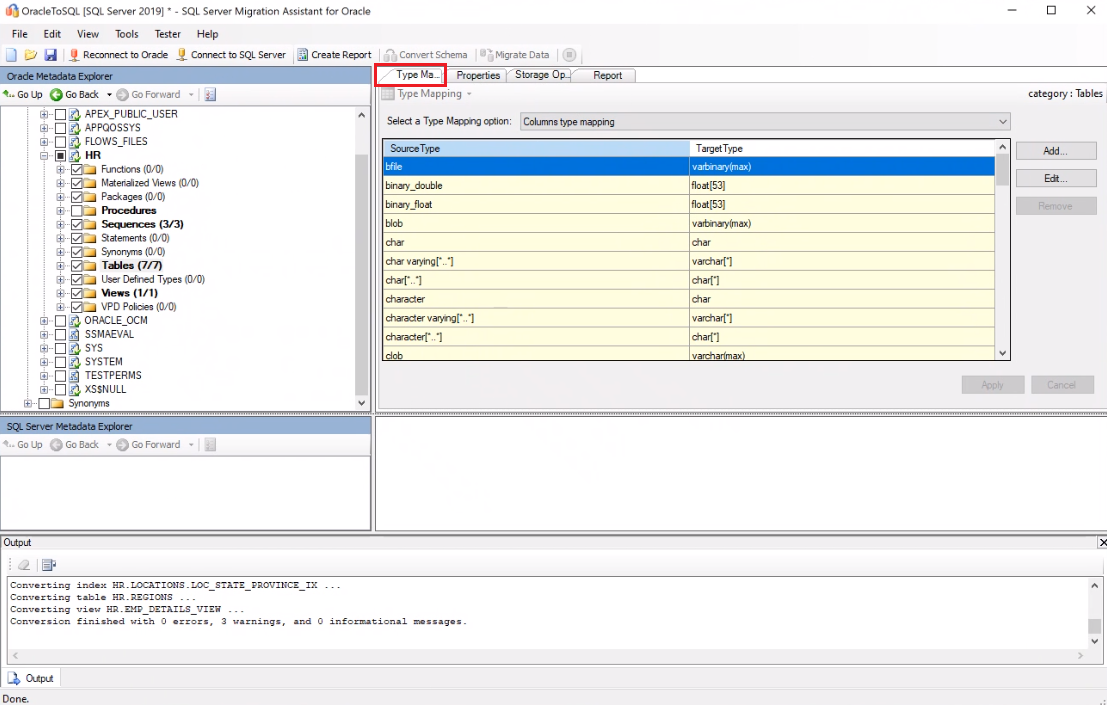 OracleToSQL [SQL Server 2019] * - SQL Server Migration Assistant for Oracle
File Edit View Tools Tester Help
Reconnect to Oracle Connect to SQL Server Create Report Convert Schema Migrate Data
Oracle Metadata Explorer
Go Up Go Back Go Forward
APEX_PUBLIC_USER
APPQOSSYS
FLOWS_FILES
HR
Functions (0/0)
Materialized Views (0/0)
Packages (0/0)
Procedures
Sequences (3/3)
Statements (0/0)
Synonyms (0/0)
Tables (7/7)
User Defined Types (0/0)
Views (1/1)
VPD Policies (0/0)
ORACLE_OCM
SSMAEVAL
SYS
SYSTEM
TESTPERMS
XS$NULL
Synonyms
Type Ma... Properties Storage Op... Report
Type Mapping category : Tables
Select a Type Mapping option: Columns type mapping
Source Type Target Type
bfile varbinary(max)
binary_double float[53]
binary_float float[53]
blob varbinary(max)
char char
char varying[*..*] varchar[*]
char[*..*] char[*]
character char
character varying[*..*] varchar[*]
character[*..*] char[*]
clob varchar(max)
Add...
Edit...
Remove
Apply Cancel
SQL Server Metadata Explorer
Go Up Go Back Go Forward
Output
Converting index HR.LOCATIONS.LOC_STATE_PROVINCE_IX ...
Converting table HR.REGIONS ...
Converting view HR.EMP_DETAILS_VIEW ...
Conversion finished with 0 errors, 3 warnings, and 0 informational messages.
Output
Done.